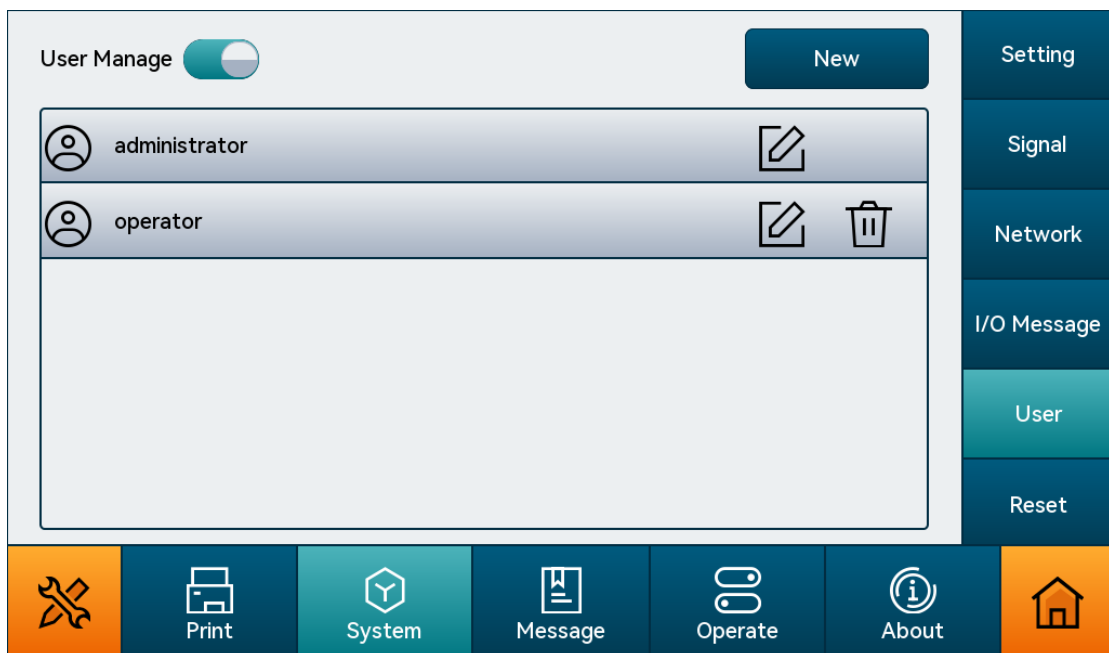 User Manage
New
administrator
operator
Setting
Signal
Network
I/O Message
User
Reset
Print
System
Message
Operate
About